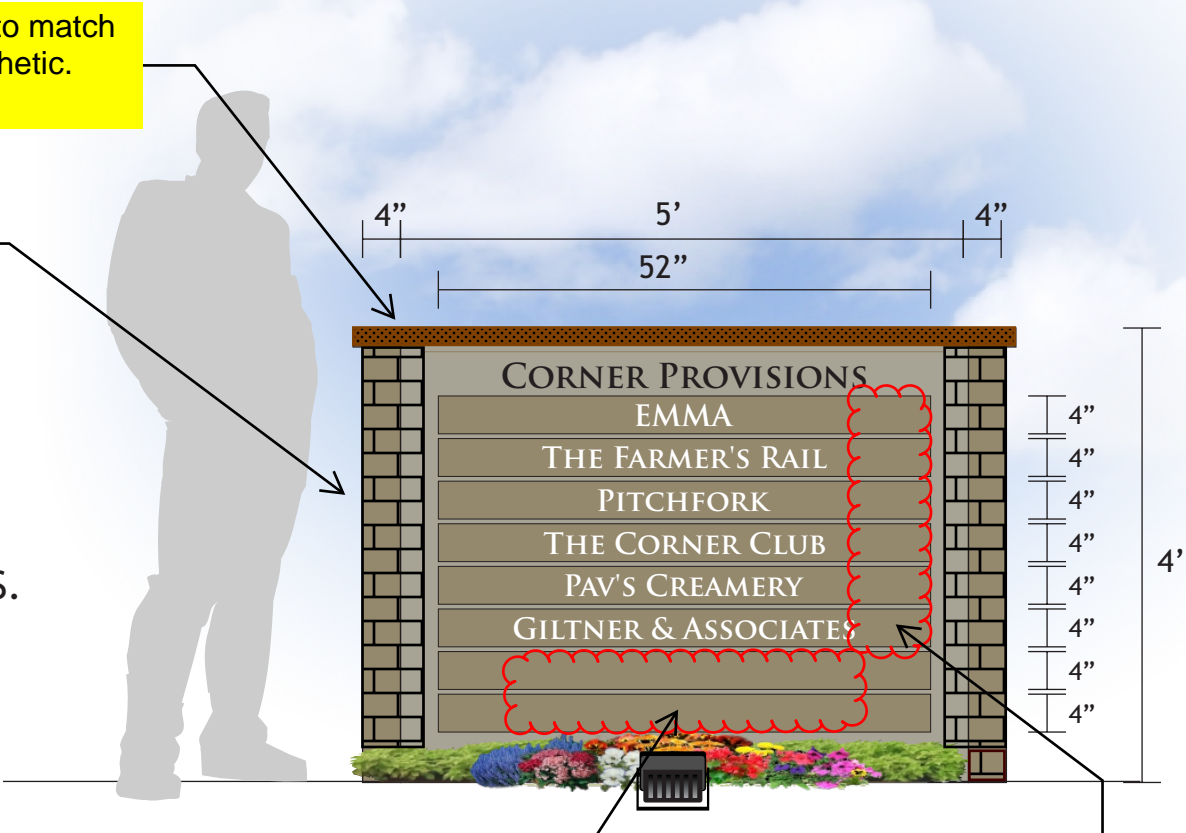 to match
hetic.
4”
5’
4”
52”
CORNER PROVISIONS
EMMA
THE FARMER'S RAIL
PITCHFORK
THE CORNER CLUB
PAV'S CREAMERY
GILTNER & ASSOCIATES
4”
4”
4”
4”
4”
4”
4”
4”
4’
s.